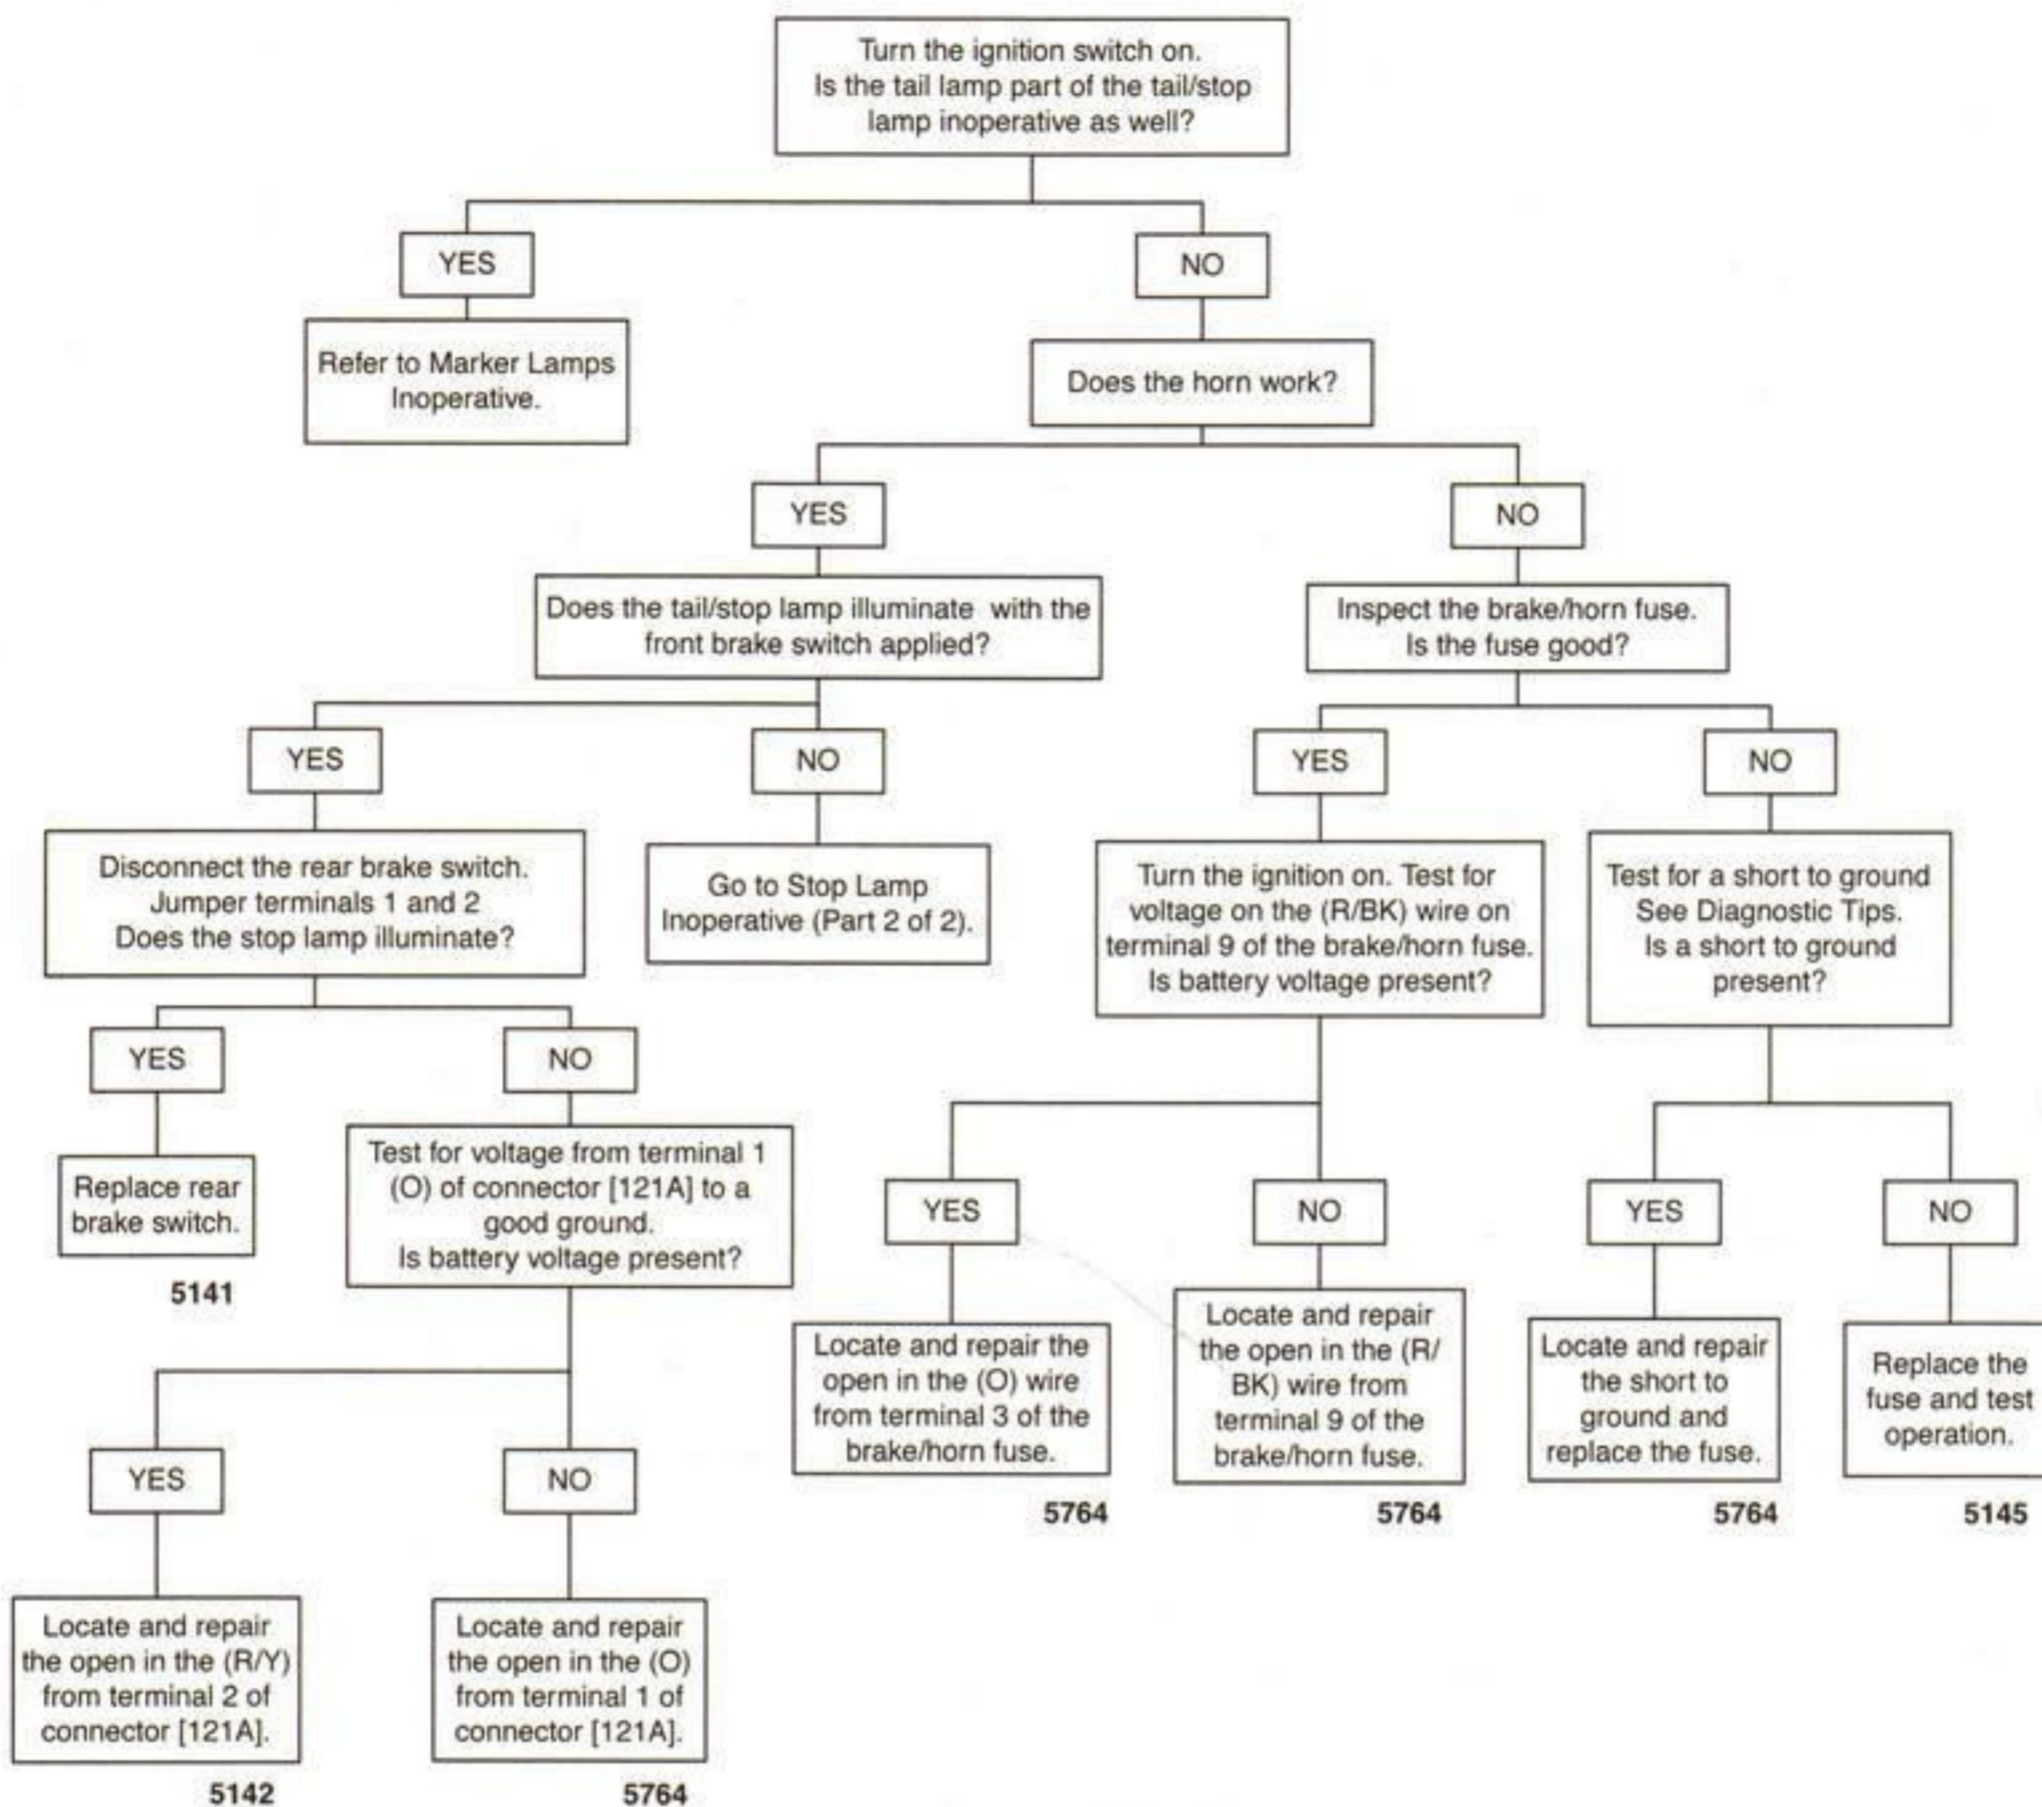 Turn the ignition switch on.
Is the tail lamp part of the tail/stop
lamp inoperative as well?
YES
NO
Refer to Marker Lamps
Inoperative.
Does the horn work?
YES
NO
Does the tail/stop lamp illuminate with the
front brake switch applied?
Inspect the brake/horn fuse.
Is the fuse good?
YES
NO
YES
NO
Disconnect the rear brake switch.
Jumper terminals 1 and 2
Does the stop lamp illuminate?
Go to Stop Lamp
Inoperative (Part 2 of 2).
Turn the ignition on. Test for
voltage on the (R/BK) wire on
terminal 9 of the brake/horn fuse.
Is battery voltage present?
Test for a short to ground
See Diagnostic Tips.
Is a short to ground
present?
YES
NO
Replace rear
brake switch.
5141
Test for voltage from terminal 1
(O) of connector [121A] to a
good ground.
Is battery voltage present?
YES
NO
YES
NO
Locate and repair the
open in the (O) wire
from terminal 3 of the
brake/horn fuse.
5764
Locate and repair
the open in the (R/
BK) wire from
terminal 9 of the
brake/horn fuse.
5764
Locate and repair
the short to
ground and
replace the fuse.
5764
Replace the
fuse and test
operation.
5145
YES
NO
Locate and repair
the open in the (R/Y)
from terminal 2 of
connector [121A].
5142
Locate and repair
the open in the (O)
from terminal 1 of
connector [121A].
5764